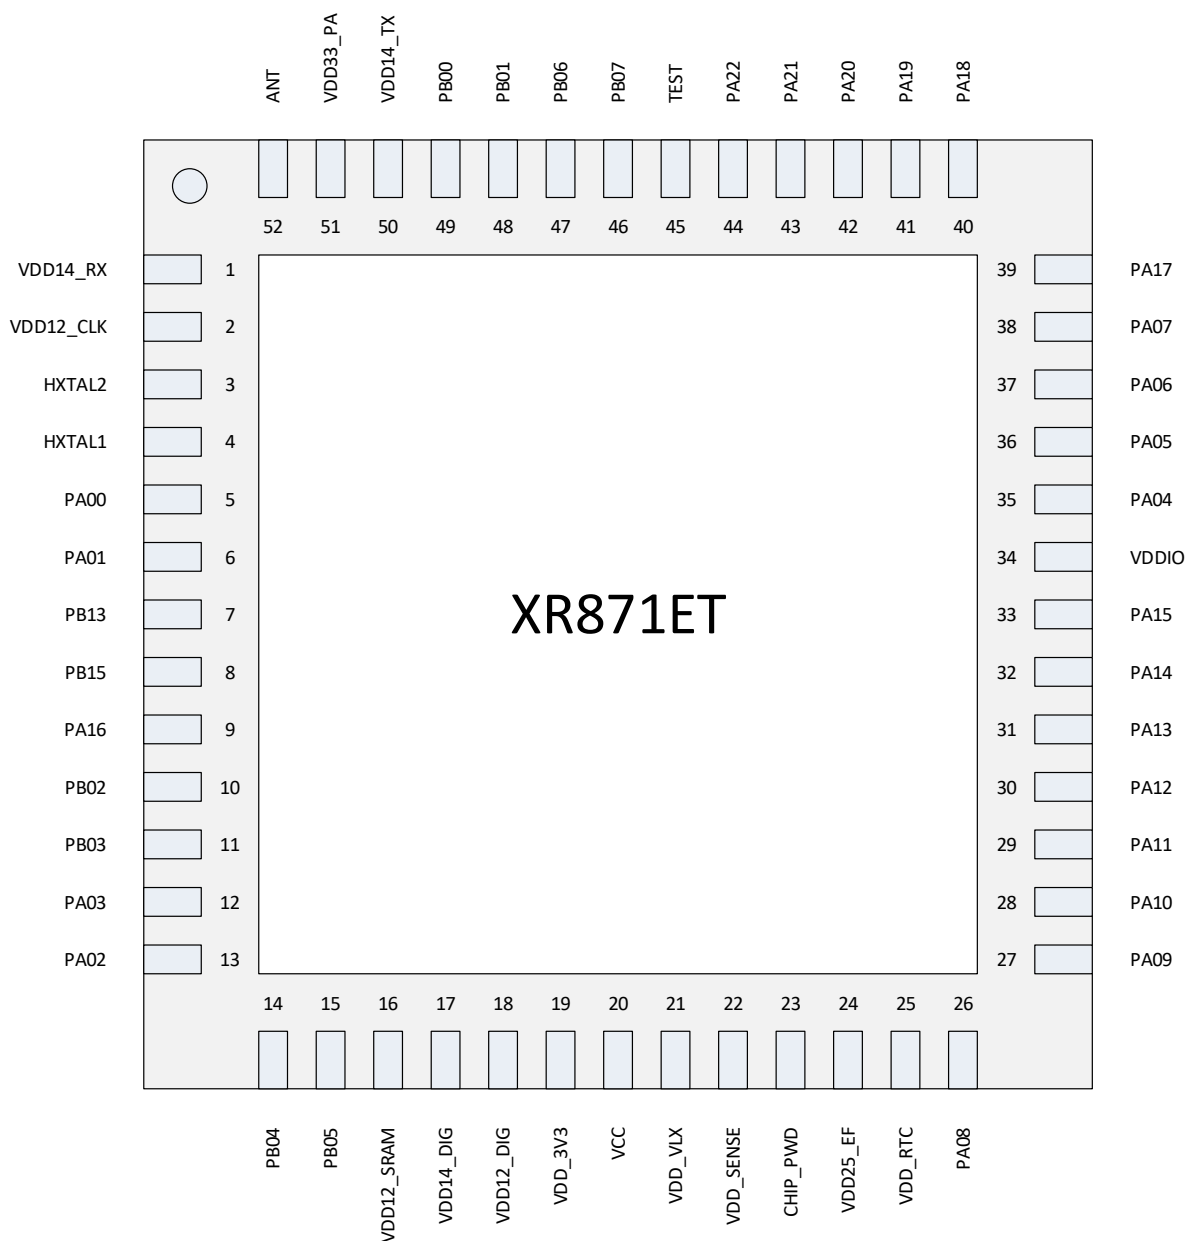 ANT VDD33_PA VDD14_TX PB00 PB01 PB06 PB07 TEST PA22 PA21 PA20 PA19 PA18
52 51 50 49 48 47 46 45 44 43 42 41 40
VDD14_RX 1 39 PA17
VDD12_CLK 2 38 PA07
HXTAL2 3 37 PA06
HXTAL1 4 36 PA05
PA00 5 35 PA04
PA01 6 34 VDDIO
XR871ET
PB13 7 33 PA15
PB15 8 32 PA14
PA16 9 31 PA13
PB02 10 30 PA12
PB03 11 29 PA11
PA03 12 28 PA10
PA02 13 27 PA09
14 15 16 17 18 19 20 21 22 23 24 25 26
PB04 PB05 VDD12_SRAM VDD14_DIG VDD12_DIG VDD_3V3 VCC VDD_VLX VDD_SENSE CHIP_PWD VDD25_EF VDD_RTC PA08